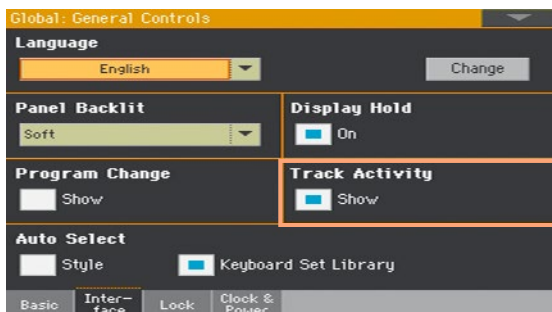 Global: General Controls
Language
English
Change
Panel Backlit
Display Hold
Soft
On
Program Change
Track Activity
Show
Show
Auto Select
Style
Keyboard Set Library
Basic
Inter-
face
Lock
Clock &
Power